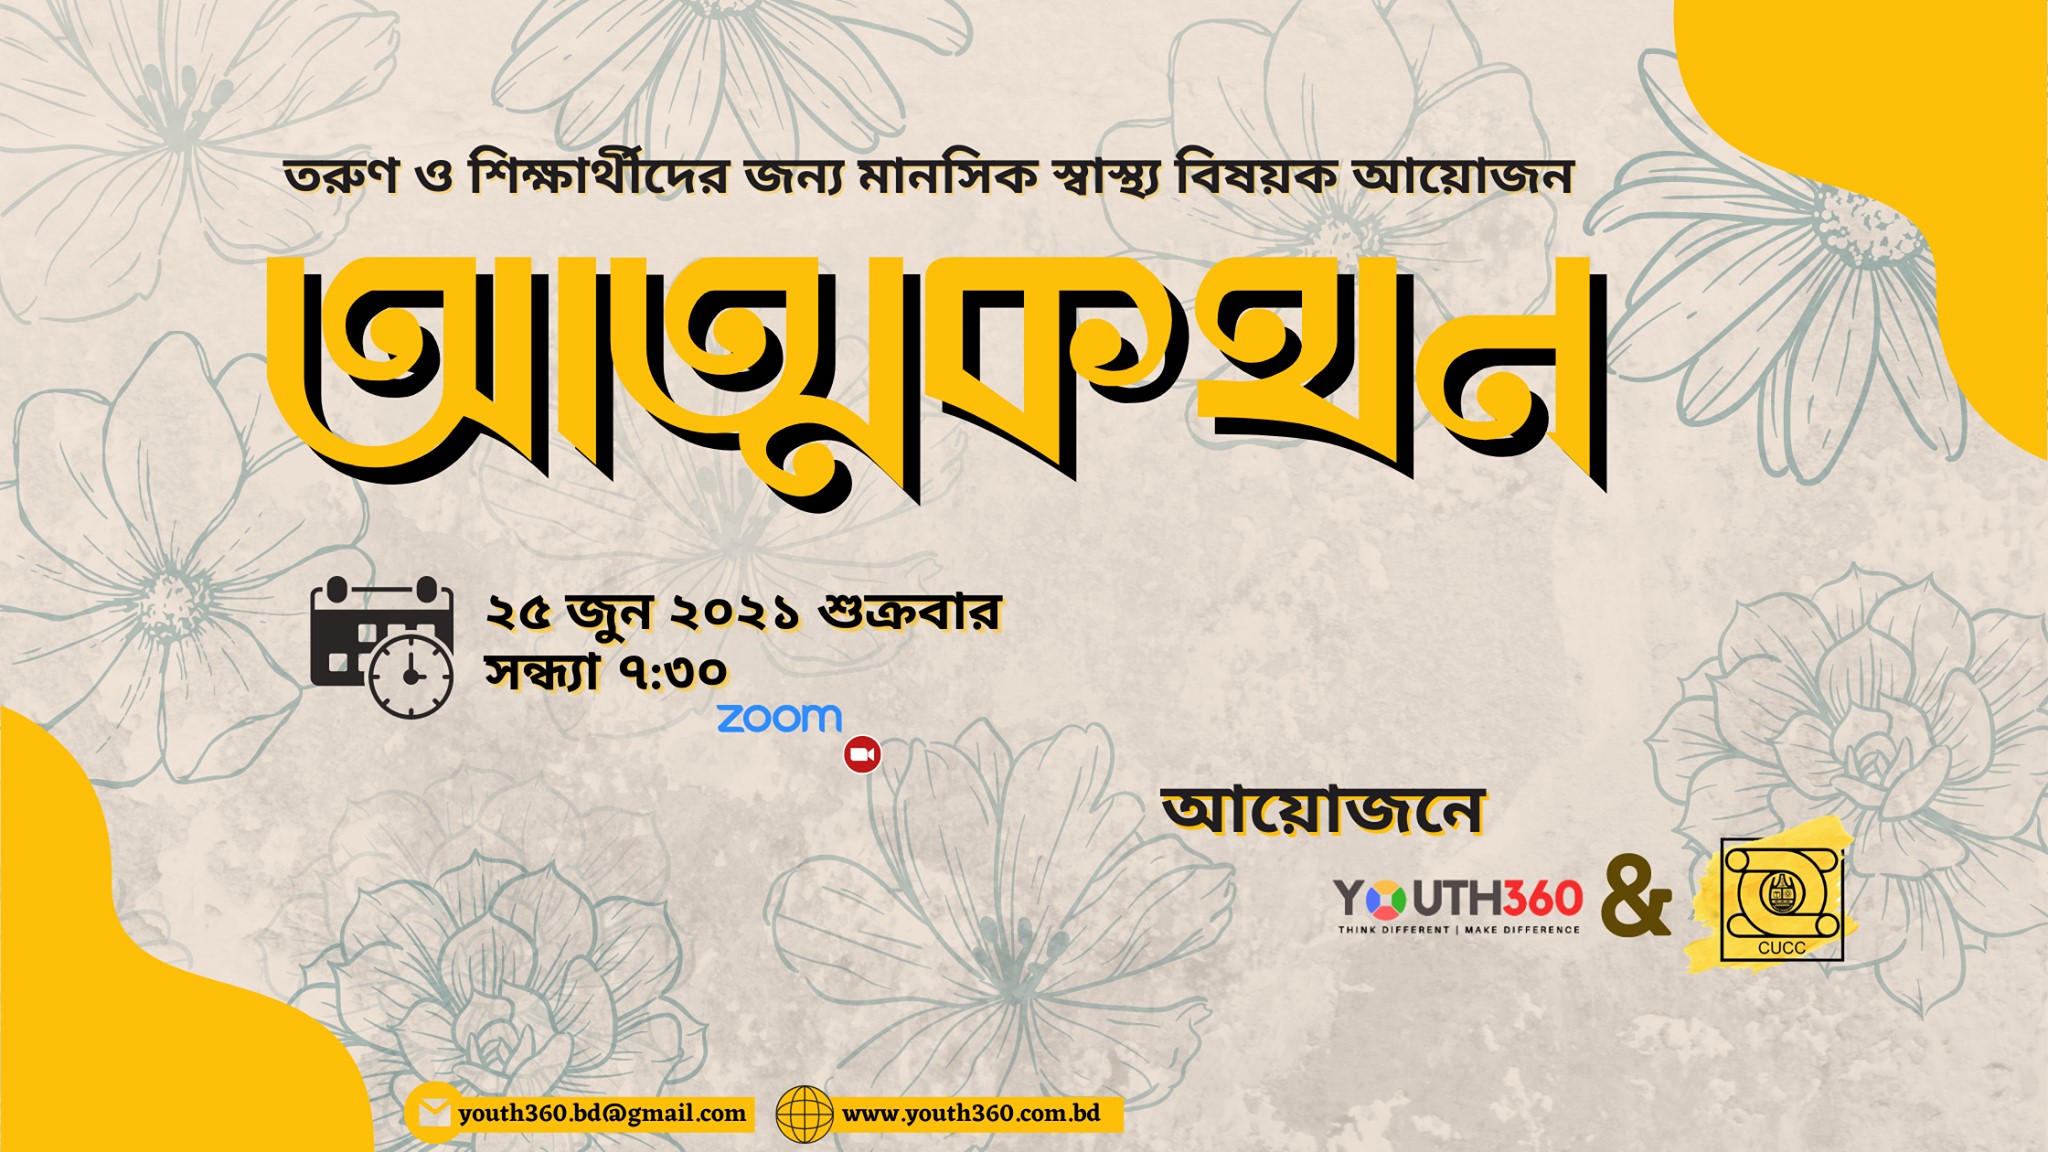 তরুণ ও শিক্ষার্থীদের জন্য মানসিক স্বাস্থ্য বিষয়ক আয়োজন
আত্মকথন
২৫ জুন ২০২১ শুক্রবার
সন্ধ্যা ৭:৩০
zoom
আয়োজনে
YOUTH360 &
THINK DIFFERENT | MAKE DIFFERENCE
CUCC
youth360.bd@gmail.com
www.youth360.com.bd